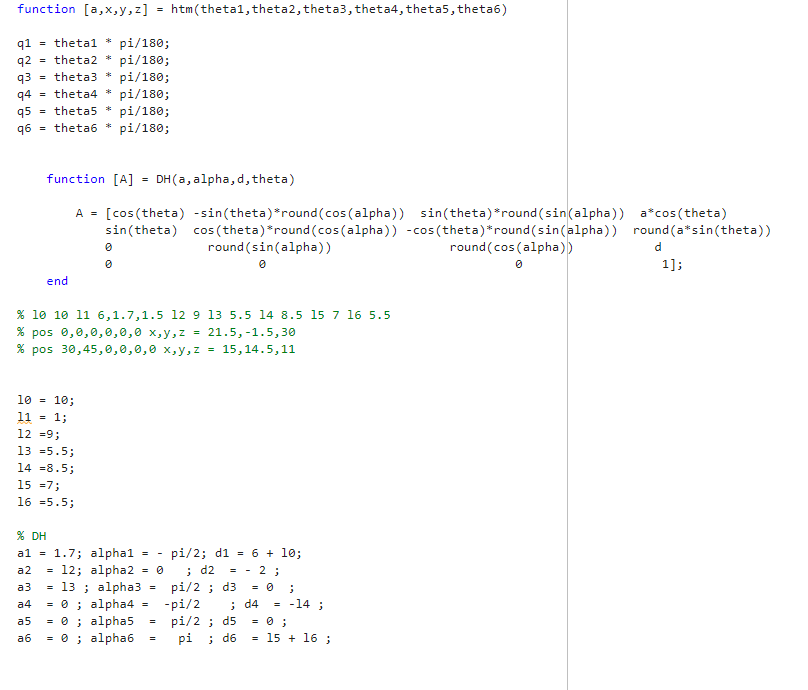 function [a,x,y,z] = htm(theta1,theta2,theta3,theta4,theta5,theta6)
q1 = theta1 * pi/180;
q2 = theta2 * pi/180;
q3 = theta3 * pi/180;
q4 = theta4 * pi/180;
q5 = theta5 * pi/180;
q6 = theta6 * pi/180;
function [A] = DH(a,alpha,d,theta)
A = [cos(theta) -sin(theta)*round(cos(alpha))  sin(theta)*round(sin(alpha))  a*cos(theta)
sin(theta)  cos(theta)*round(cos(alpha)) -cos(theta)*round(sin(alpha))  round(a*sin(theta))
0             round(sin(alpha))                round(cos(alpha))           d
0                    0                                  0                   1];
end
% l0 10 l1 6,1.7,1.5 l2 9 l3 5.5 l4 8.5 l5 7 l6 5.5
% pos 0,0,0,0,0,0 x,y,z = 21.5,-1.5,30
% pos 30,45,0,0,0,0 x,y,z = 15,14.5,11
l0 = 10;
l1 = 1;
l2 =9;
l3 =5.5;
l4 =8.5;
l5 =7;
l6 =5.5;
% DH
a1 = 1.7; alpha1 = - pi/2; d1 = 6 + l0;
a2  = l2; alpha2 = 0   ; d2  = - 2 ;
a3  = l3 ; alpha3 =  pi/2 ; d3  = 0  ;
a4  = 0 ; alpha4 =  -pi/2    ; d4  = -l4 ;
a5  = 0 ; alpha5  =  pi/2 ; d5  = 0 ;
a6  = 0 ; alpha6  =   pi  ; d6  = l5 + l6 ;